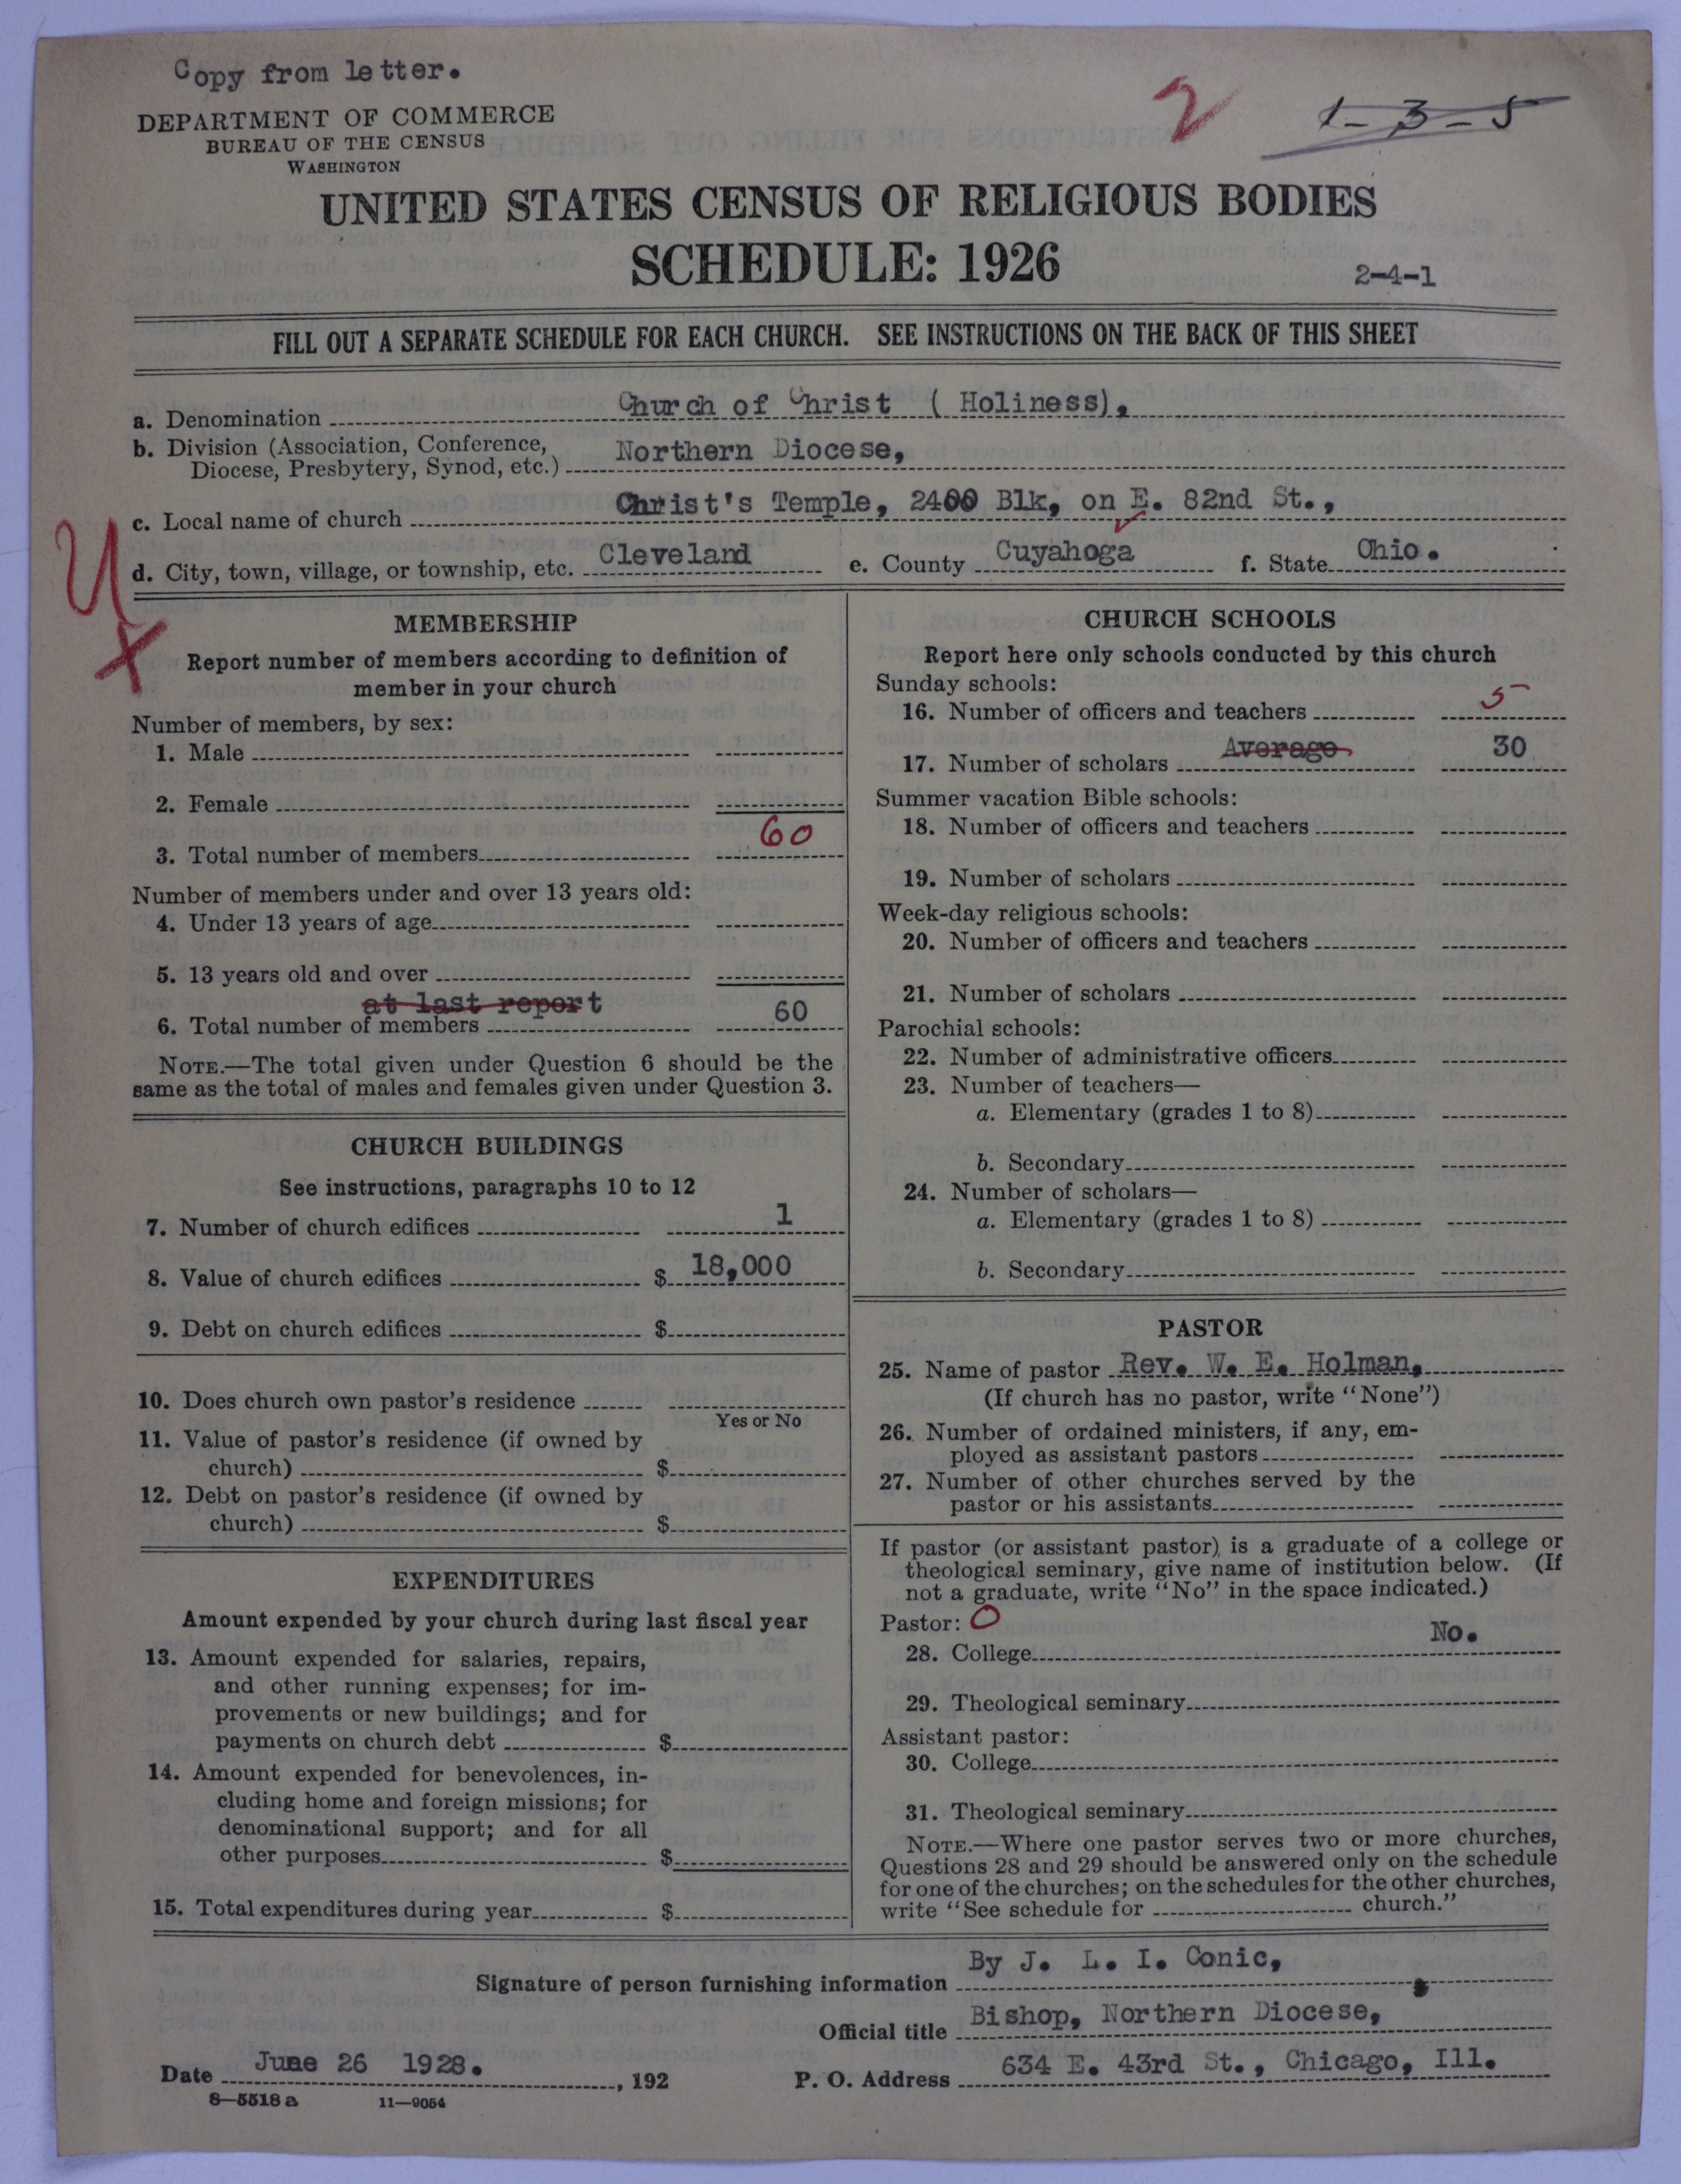 Copy from letter.
2
1-3-5
DEPARTMENT OF COMMERCE
BUREAU OF THE CENSUS
WASHINGTON
UNITED STATES CENSUS OF RELIGIOUS BODIES
SCHEDULE: 1926
2-4-1
FILL OUT A SEPARATE SCHEDULE FOR EACH CHURCH. SEE INSTRUCTIONS ON THE BACK OF THIS SHEET
a. Denomination Church of Christ ( Holiness),
b. Division (Association, Conference,
Diocese, Presbytery, Synod, etc.) Northern Diocese,
c. Local name of church Christ's Temple, 2400 Blk, on E. 82nd St.,
d. City, town, village, or township, etc. Cleveland e. County Cuyahoga f. State Ohio.
MEMBERSHIP
Report number of members according to definition of
member in your church
Number of members, by sex:
1. Male
2. Female
3. Total number of members 60
Number of members under and over 13 years old:
4. Under 13 years of age
5. 13 years old and over
at last report
6. Total number of members 60
NOTE.—The total given under Question 6 should be the
same as the total of males and females given under Question 3.
CHURCH BUILDINGS
See instructions, paragraphs 10 to 12
7. Number of church edifices 1
8. Value of church edifices $ 18,000
9. Debt on church edifices $
10. Does church own pastor's residence
Yes or No
11. Value of pastor's residence (if owned by
church) $
12. Debt on pastor's residence (if owned by
church) $
EXPENDITURES
Amount expended by your church during last fiscal year
13. Amount expended for salaries, repairs,
and other running expenses; for im-
provements or new buildings; and for
payments on church debt $
14. Amount expended for benevolences, in-
cluding home and foreign missions; for
denominational support; and for all
other purposes $
15. Total expenditures during year $
CHURCH SCHOOLS
Report here only schools conducted by this church
Sunday schools:
16. Number of officers and teachers 5
17. Number of scholars Average 30
Summer vacation Bible schools:
18. Number of officers and teachers
19. Number of scholars
Week-day religious schools:
20. Number of officers and teachers
21. Number of scholars
Parochial schools:
22. Number of administrative officers
23. Number of teachers—
a. Elementary (grades 1 to 8)
b. Secondary
24. Number of scholars—
a. Elementary (grades 1 to 8)
b. Secondary
PASTOR
25. Name of pastor Rev. W. E. Holman,
(If church has no pastor, write "None")
26. Number of ordained ministers, if any, em-
ployed as assistant pastors
27. Number of other churches served by the
pastor or his assistants
If pastor (or assistant pastor) is a graduate of a college or
theological seminary, give name of institution below. (If
not a graduate, write "No" in the space indicated.)
Pastor: O
28. College No.
29. Theological seminary
Assistant pastor:
30. College
31. Theological seminary
NOTE.—Where one pastor serves two or more churches,
Questions 28 and 29 should be answered only on the schedule
for one of the churches; on the schedules for the other churches,
write "See schedule for church."
Signature of person furnishing information By J. L. I. Conic,
Official title Bishop, Northern Diocese,
Date June 26 1928. , 192 P. O. Address 634 E. 43rd St., Chicago, Ill.
8—5518 a 11—9054